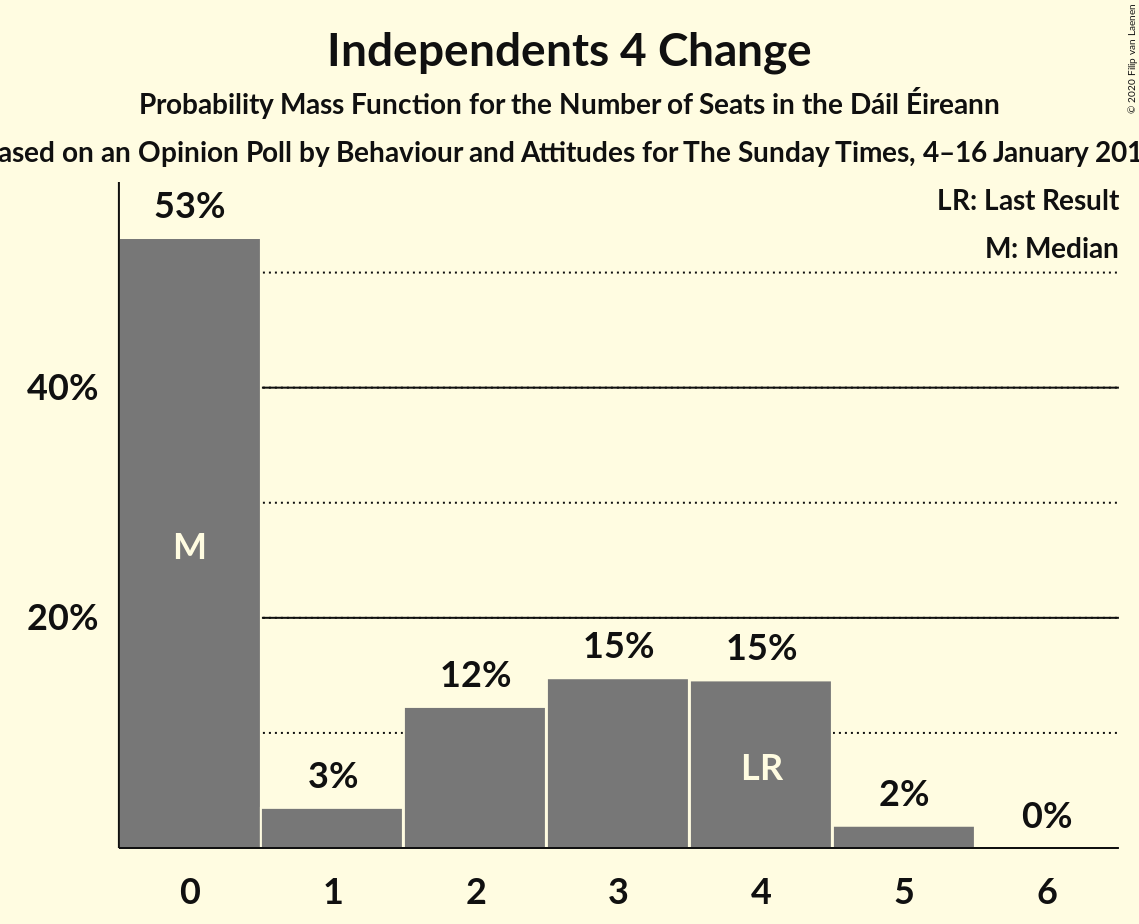 Independents 4 Change
Probability Mass Function for the Number of Seats in the Dáil Éireann
ased on an Opinion Poll by Behaviour and Attitudes for The Sunday Times, 4–16 January 201
© 2020 Filip van Laenen
LR: Last Result
M: Median
53%
40%
20%
M
3%
12%
15%
15%
LR
2%
0%
0 1 2 3 4 5 6